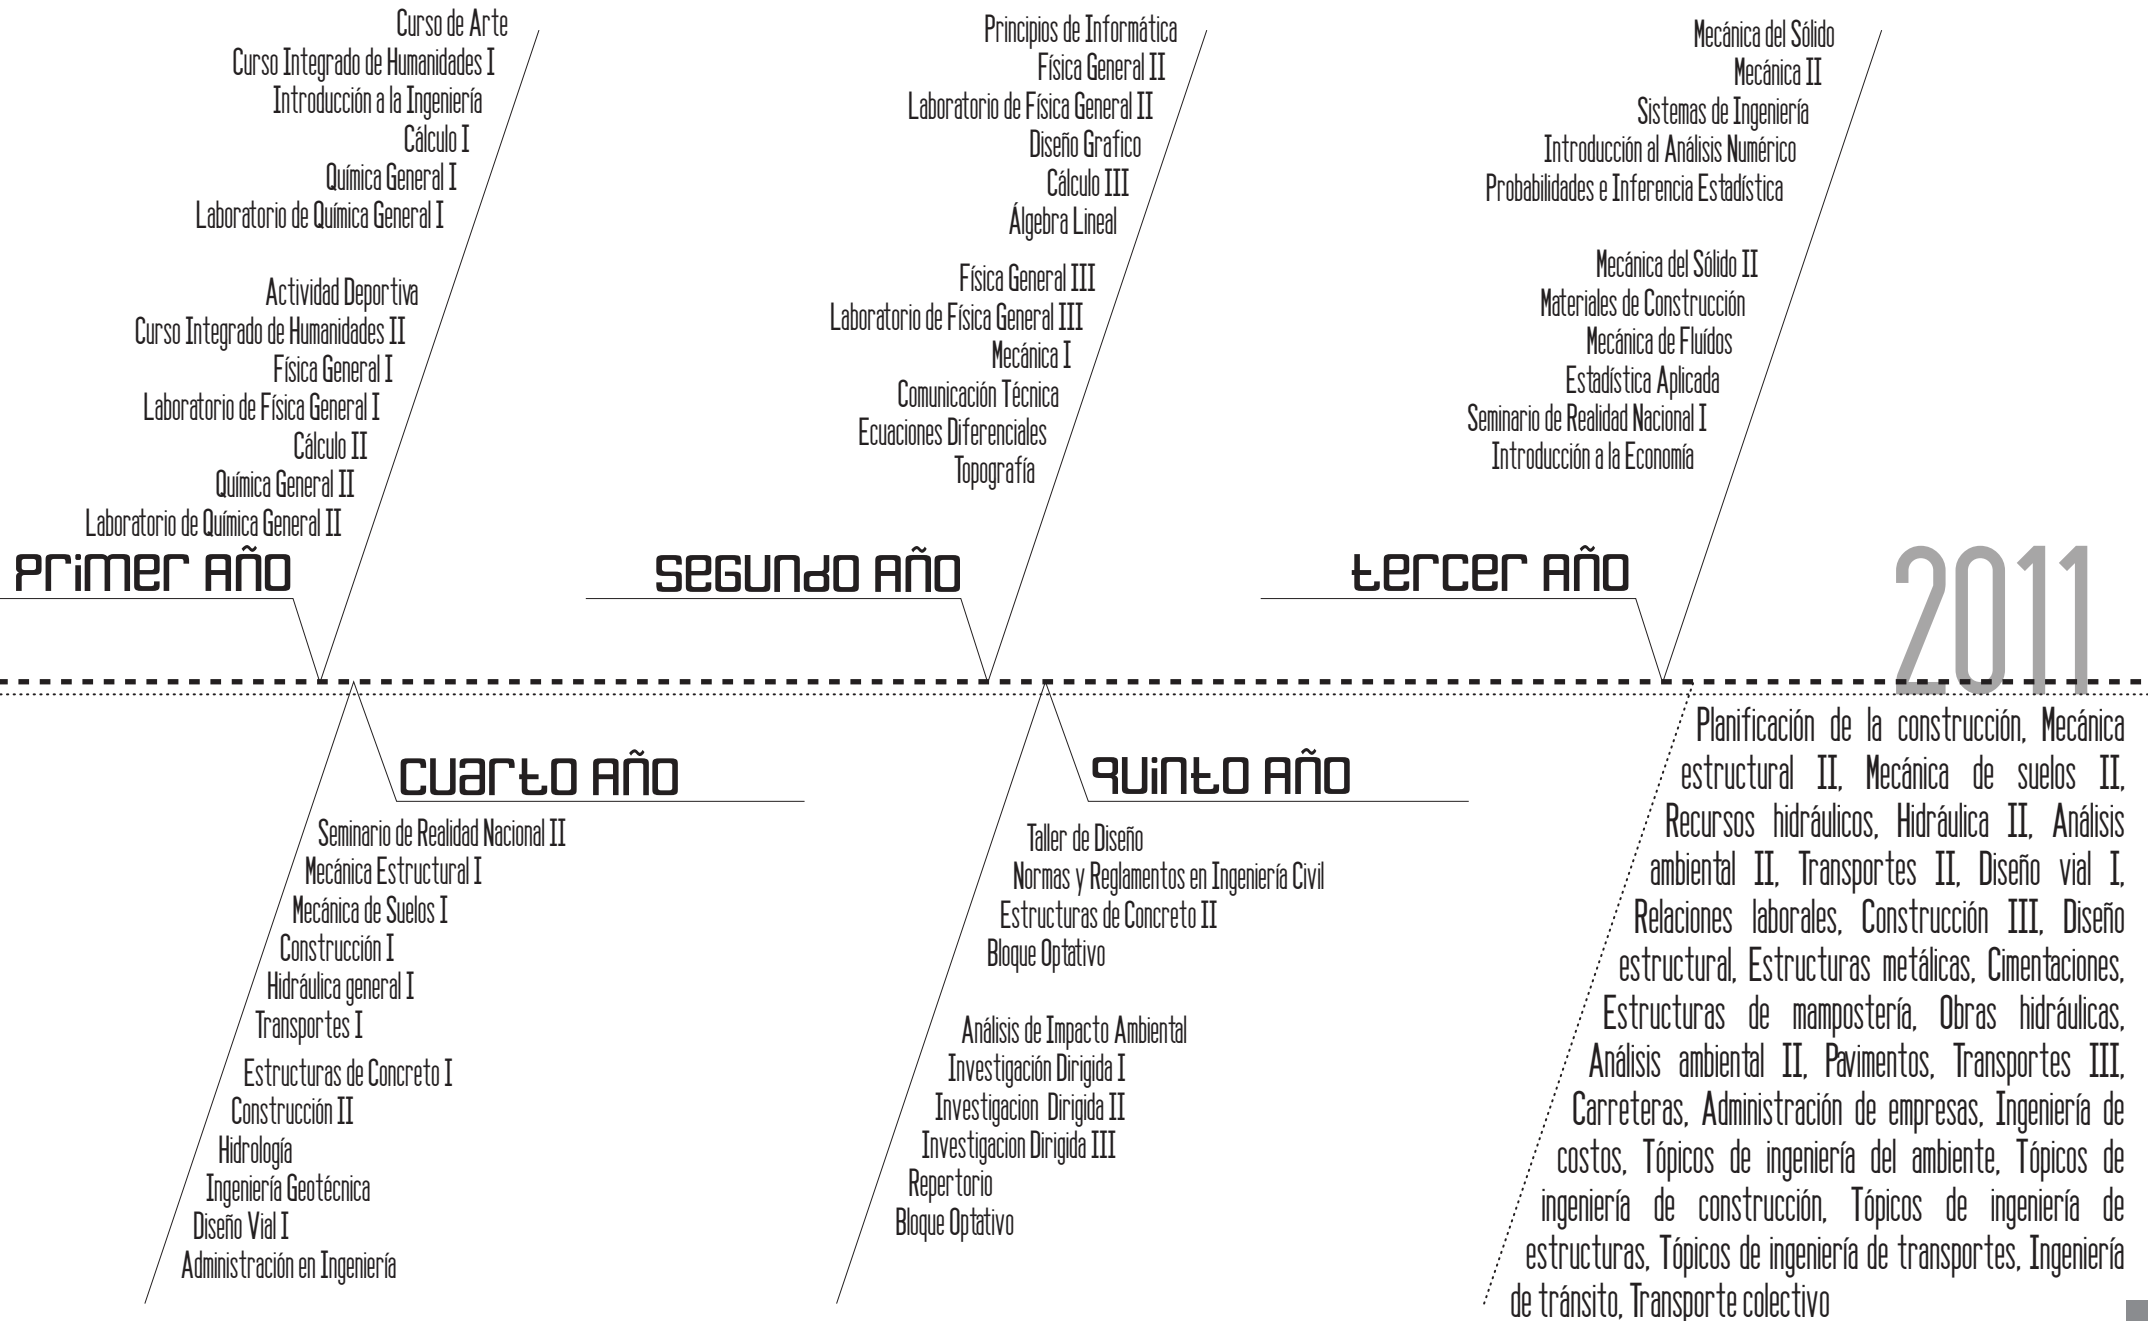 Curso de Arte
Curso Integrado de Humanidades I
Introducción a la Ingeniería
Cálculo I
Química General I
Laboratorio de Química General I
Actividad Deportiva
Curso Integrado de Humanidades II
Física General I
Laboratorio de Física General I
Cálculo II
Química General II
Laboratorio de Química General II
Primer Año
Principios de Informática
Física General II
Laboratorio de Física General II
Diseño Grafico
Cálculo III
Álgebra Lineal
Física General III
Laboratorio de Física General III
Mecánica I
Comunicación Técnica
Ecuaciones Diferenciales
Topografía
Segundo Año
Mecánica del Sólido
Mecánica II
Sistemas de Ingeniería
Introducción al Análisis Numérico
Probabilidades e Inferencia Estadística
Mecánica del Sólido II
Materiales de Construcción
Mecánica de Fluídos
Estadística Aplicada
Seminario de Realidad Nacional I
Introducción a la Economía
tercer Año
2011
cuarto Año
Seminario de Realidad Nacional II
Mecánica Estructural I
Mecánica de Suelos I
Construcción I
Hidráulica general I
Transportes I
Estructuras de Concreto I
Construcción II
Hidrología
Ingeniería Geotécnica
Diseño Vial I
Administración en Ingeniería
quinto Año
Taller de Diseño
Normas y Reglamentos en Ingeniería Civil
Estructuras de Concreto II
Bloque Optativo
Análisis de Impacto Ambiental
Investigación Dirigida I
Investigacion Dirigida II
Investigacion Dirigida III
Repertorio
Bloque Optativo
Planificación de la construcción, Mecánica
estructural II, Mecánica de suelos II,
Recursos hidráulicos, Hidráulica II, Análisis
ambiental II, Transportes II, Diseño vial I,
Relaciones laborales, Construcción III, Diseño
estructural, Estructuras metálicas, Cimentaciones,
Estructuras de mampostería, Obras hidráulicas,
Análisis ambiental II, Pavimentos, Transportes III,
Carreteras, Administración de empresas, Ingeniería de
costos, Tópicos de ingeniería del ambiente, Tópicos de
ingeniería de construcción, Tópicos de ingeniería de
estructuras, Tópicos de ingeniería de transportes, Ingeniería
de tránsito, Transporte colectivo